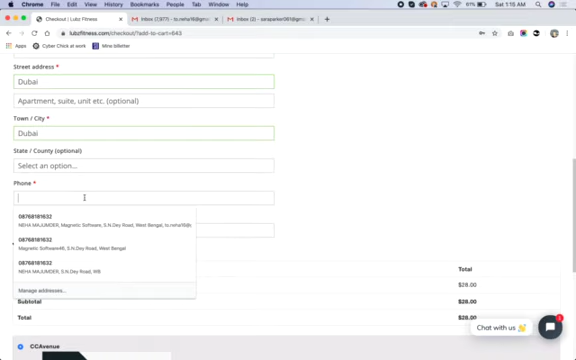 Chrome File Edit View History Bookmarks People Tab Window Help 81% Sat 1:15 AM
Checkout | Lubz Fitness
lubzfitness.com/checkout/?add-to-cart=643
Apps Cyber Chick at work Mine billetter
Street address *
Dubai
Apartment, suite, unit etc. (optional)
Town / City *
Dubai
State / County (optional)
Select an option...
Phone *
08768181632
NEHA MAJUMDER, Magnetic Software, S.N.Dey Road, West Bengal,
08768181632
S.N.Dey Road, West Bengal
08768181632
NEHA MAJUMDER, S.N.Dey Road, WB
Manage addresses...
Total
$28.00
Subtotal $28.00
Total $28.00
Chat with us 👋
CCAvenue